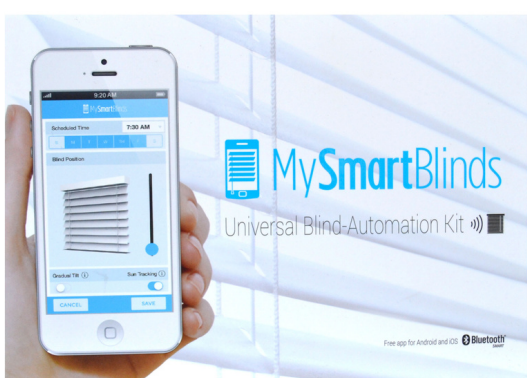 9:20 AM
MySmartBlinds
Scheduled Time
7:30 AM
Blind Position
Gradual Tilt
Sun Tracking
CANCEL
SAVE
MySmartBlinds
Universal Blind-Automation Kit
Free app for Android and iOS Bluetooth
SMART